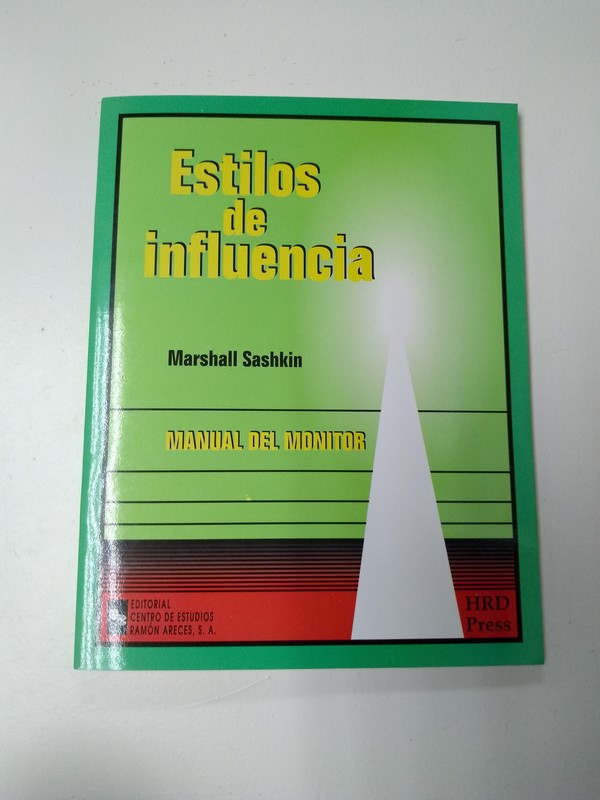 Estilos
de
influencia
Marshall Sashkin
MANUAL DEL MONITOR
EDITORIAL
CENTRO DE ESTUDIOS
RAMÓN ARECES, S. A.
HRD
Press